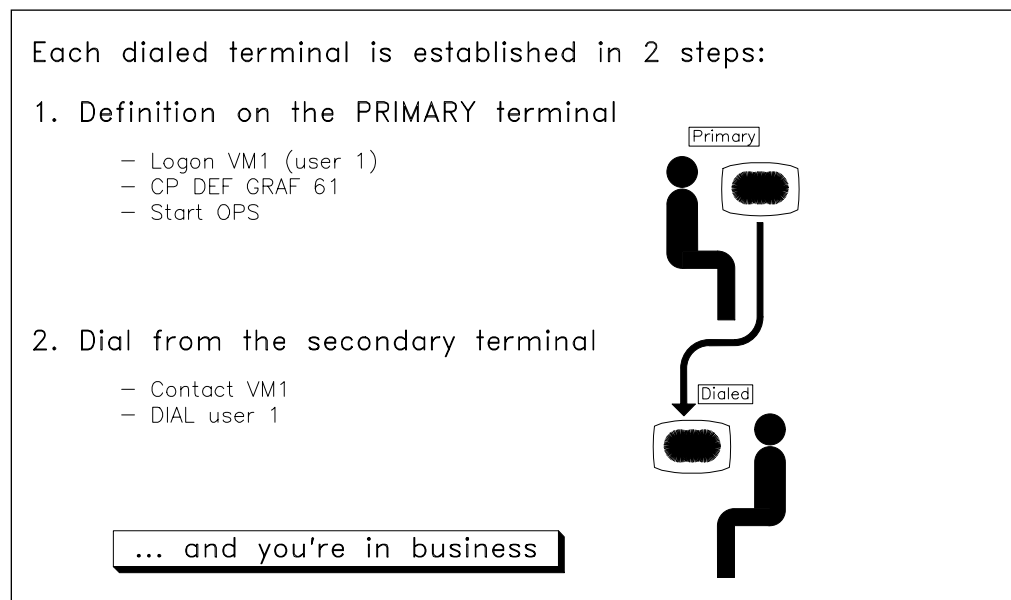 Each dialed terminal is established in 2 steps:
1. Definition on the PRIMARY terminal
Primary
– Logon VM1 (user 1)
– CP DEF GRAF 61
– Start OPS
2. Dial from the secondary terminal
– Contact VM1
– DIAL user 1
Dialed
... and you're in business